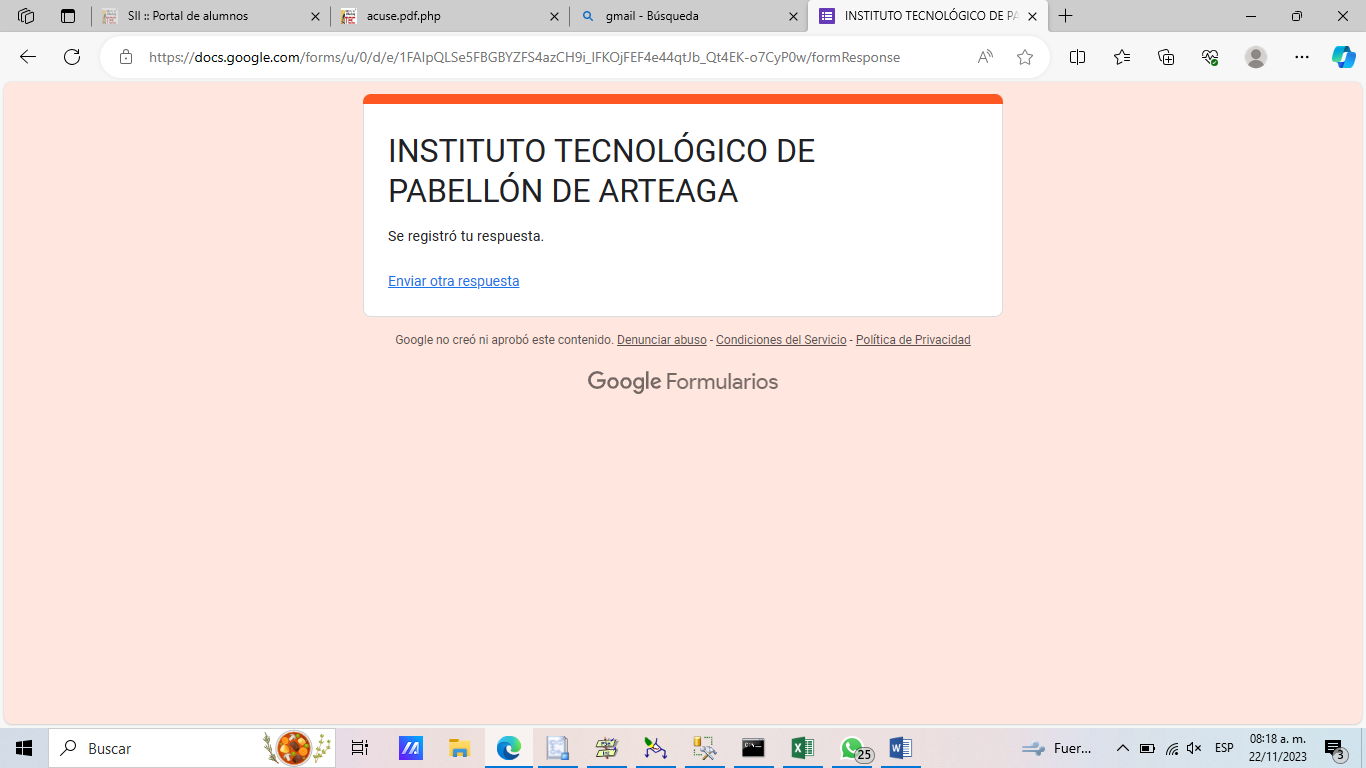 SII :: Portal de alumnos
acuse.pdf.php
gmail - Búsqueda
INSTITUTO TECNOLÓGICO DE PA
https://docs.google.com/forms/u/0/d/e/1FAIpQLSe5FBGBYZFS4azCH9i_lFKOjFEF4e44qtJb_Qt4EK-o7CyP0w/formResponse
INSTITUTO TECNOLÓGICO DE
PABELLÓN DE ARTEAGA
Se registró tu respuesta.
Enviar otra respuesta
Google no creó ni aprobó este contenido. Denunciar abuso - Condiciones del Servicio - Política de Privacidad
Google Formularios
Buscar
25
Fuer...
ESP
08:18 a. m.
22/11/2023
3